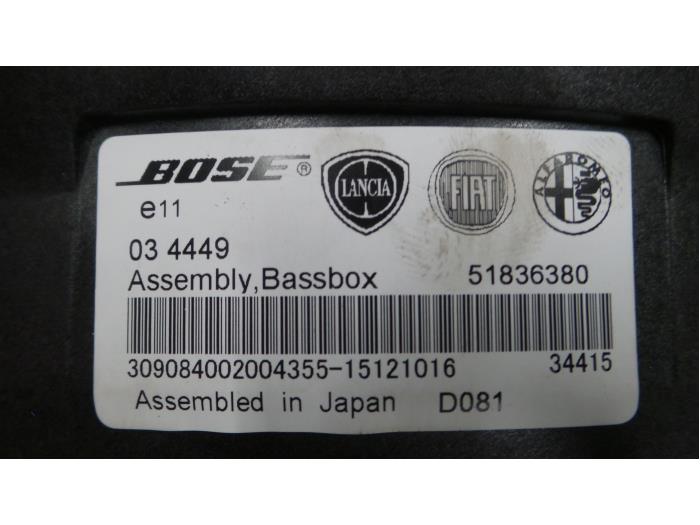 BOSE®
LANCIA
FIAT
ALFA ROMEO
e11
03 4449
Assembly,Bassbox 51836380
309084002004355-15121016 34415
Assembled in Japan D081